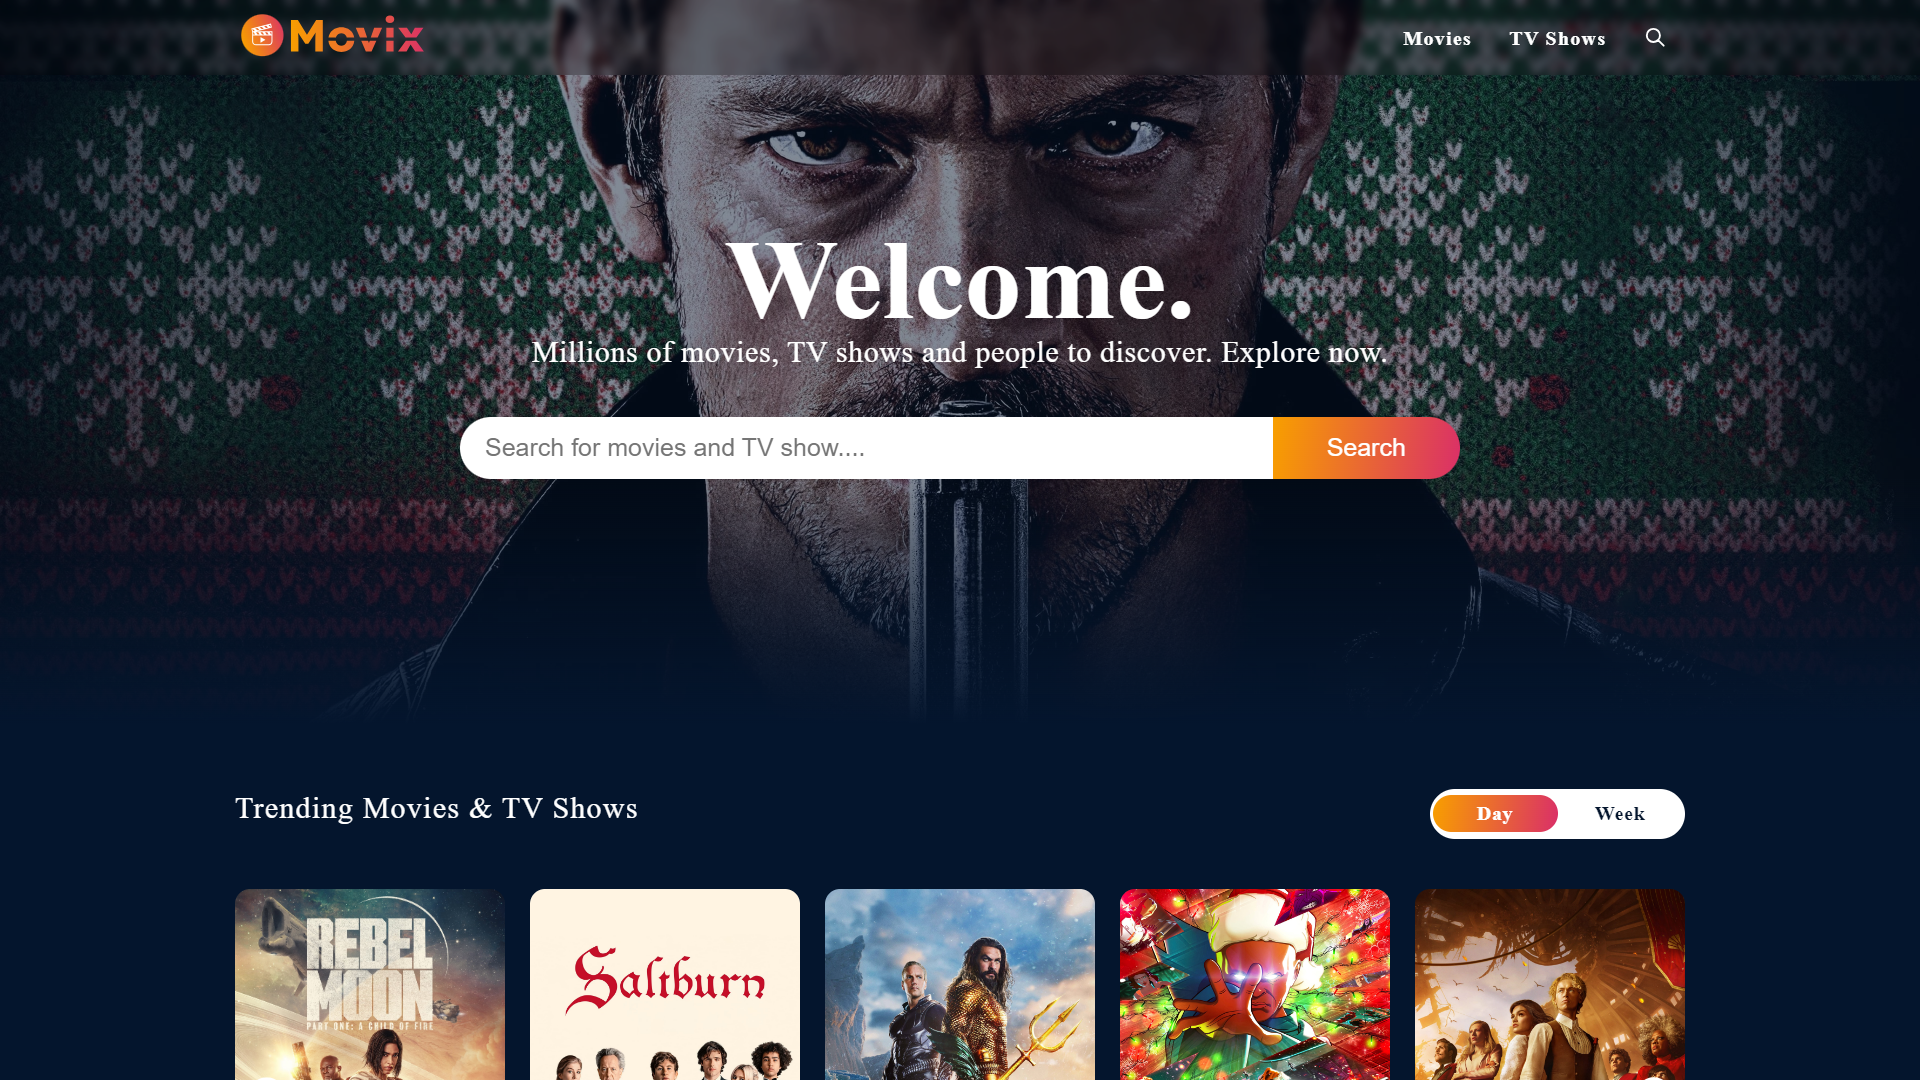 Movix
Movies
TV Shows
Welcome.
Millions of movies, TV shows and people to discover. Explore now.
Search for movies and TV show....
Search
Trending Movies & TV Shows
Day
Week
REBEL
MOON
PART ONE: A CHILD OF FIRE
Saltburn